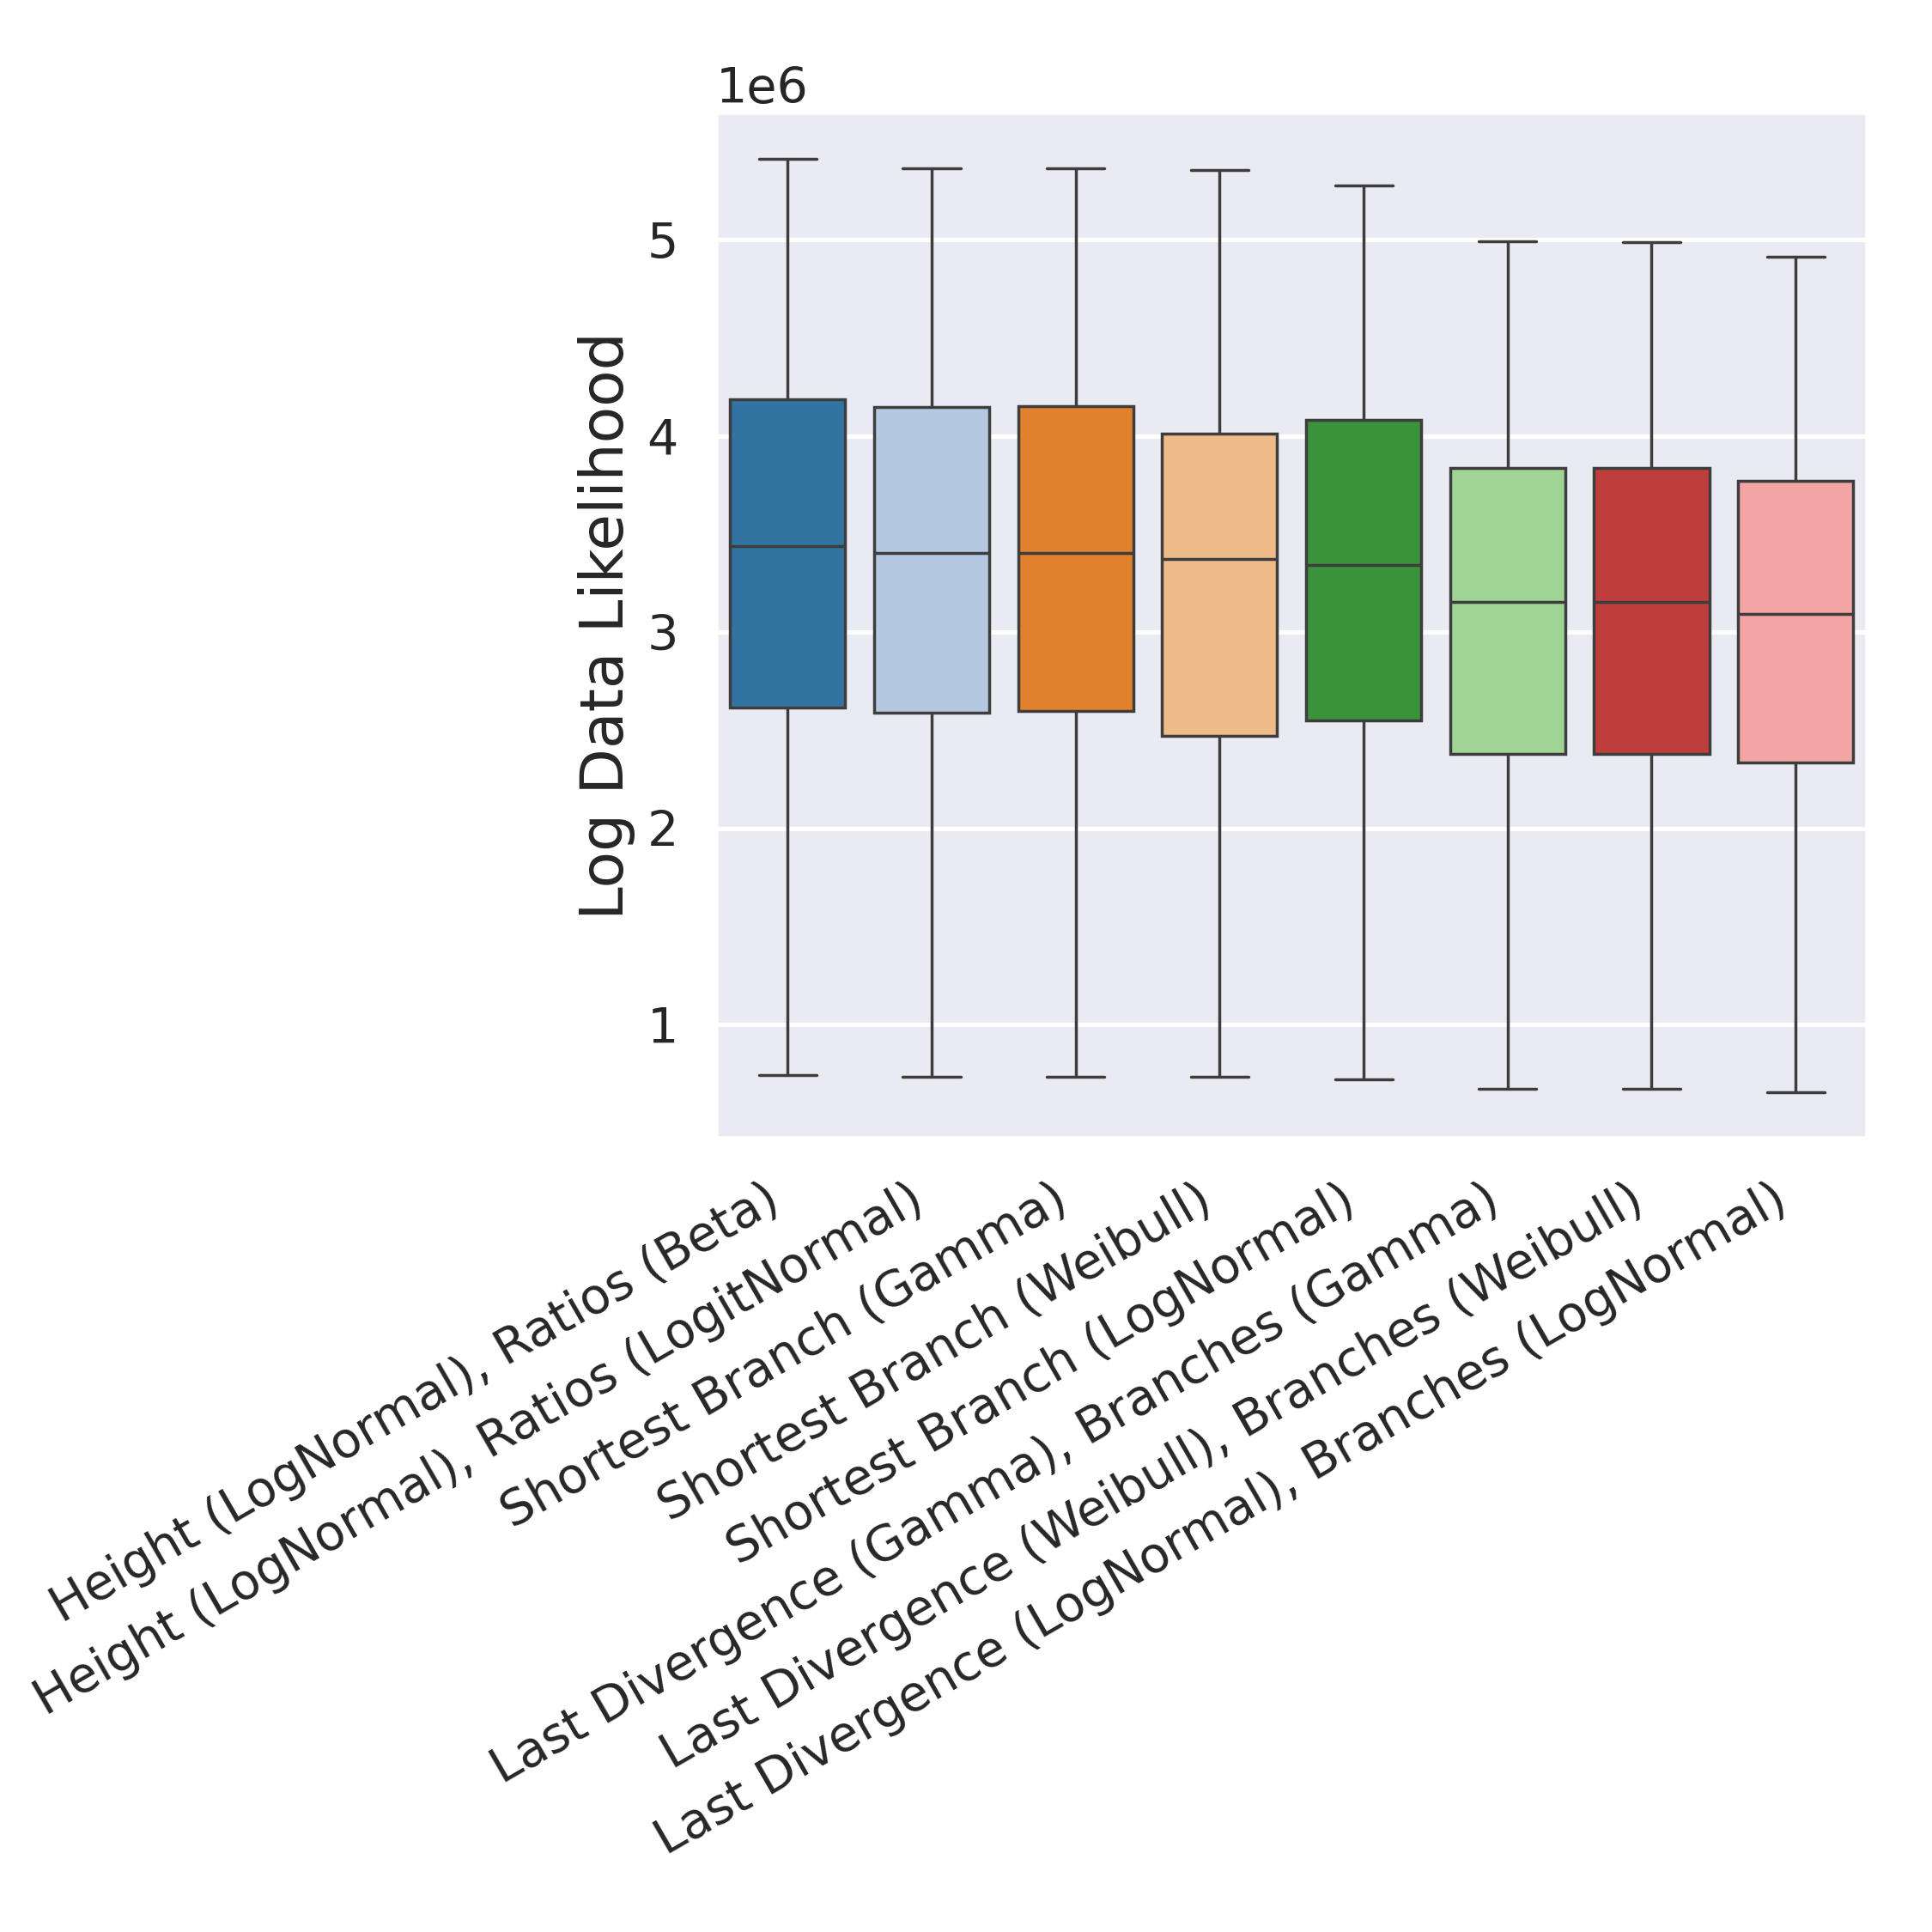 1e6
5
4
3
2
1
Log Data Likelihood
Height (LogNormal), Ratios (Beta)
Height (LogNormal), Ratios (LogitNormal)
Shortest Branch (Gamma)
Shortest Branch (Weibull)
Shortest Branch (LogNormal)
Last Divergence (Gamma), Branches (Gamma)
Last Divergence (Weibull), Branches (Weibull)
Last Divergence (LogNormal), Branches (LogNormal)